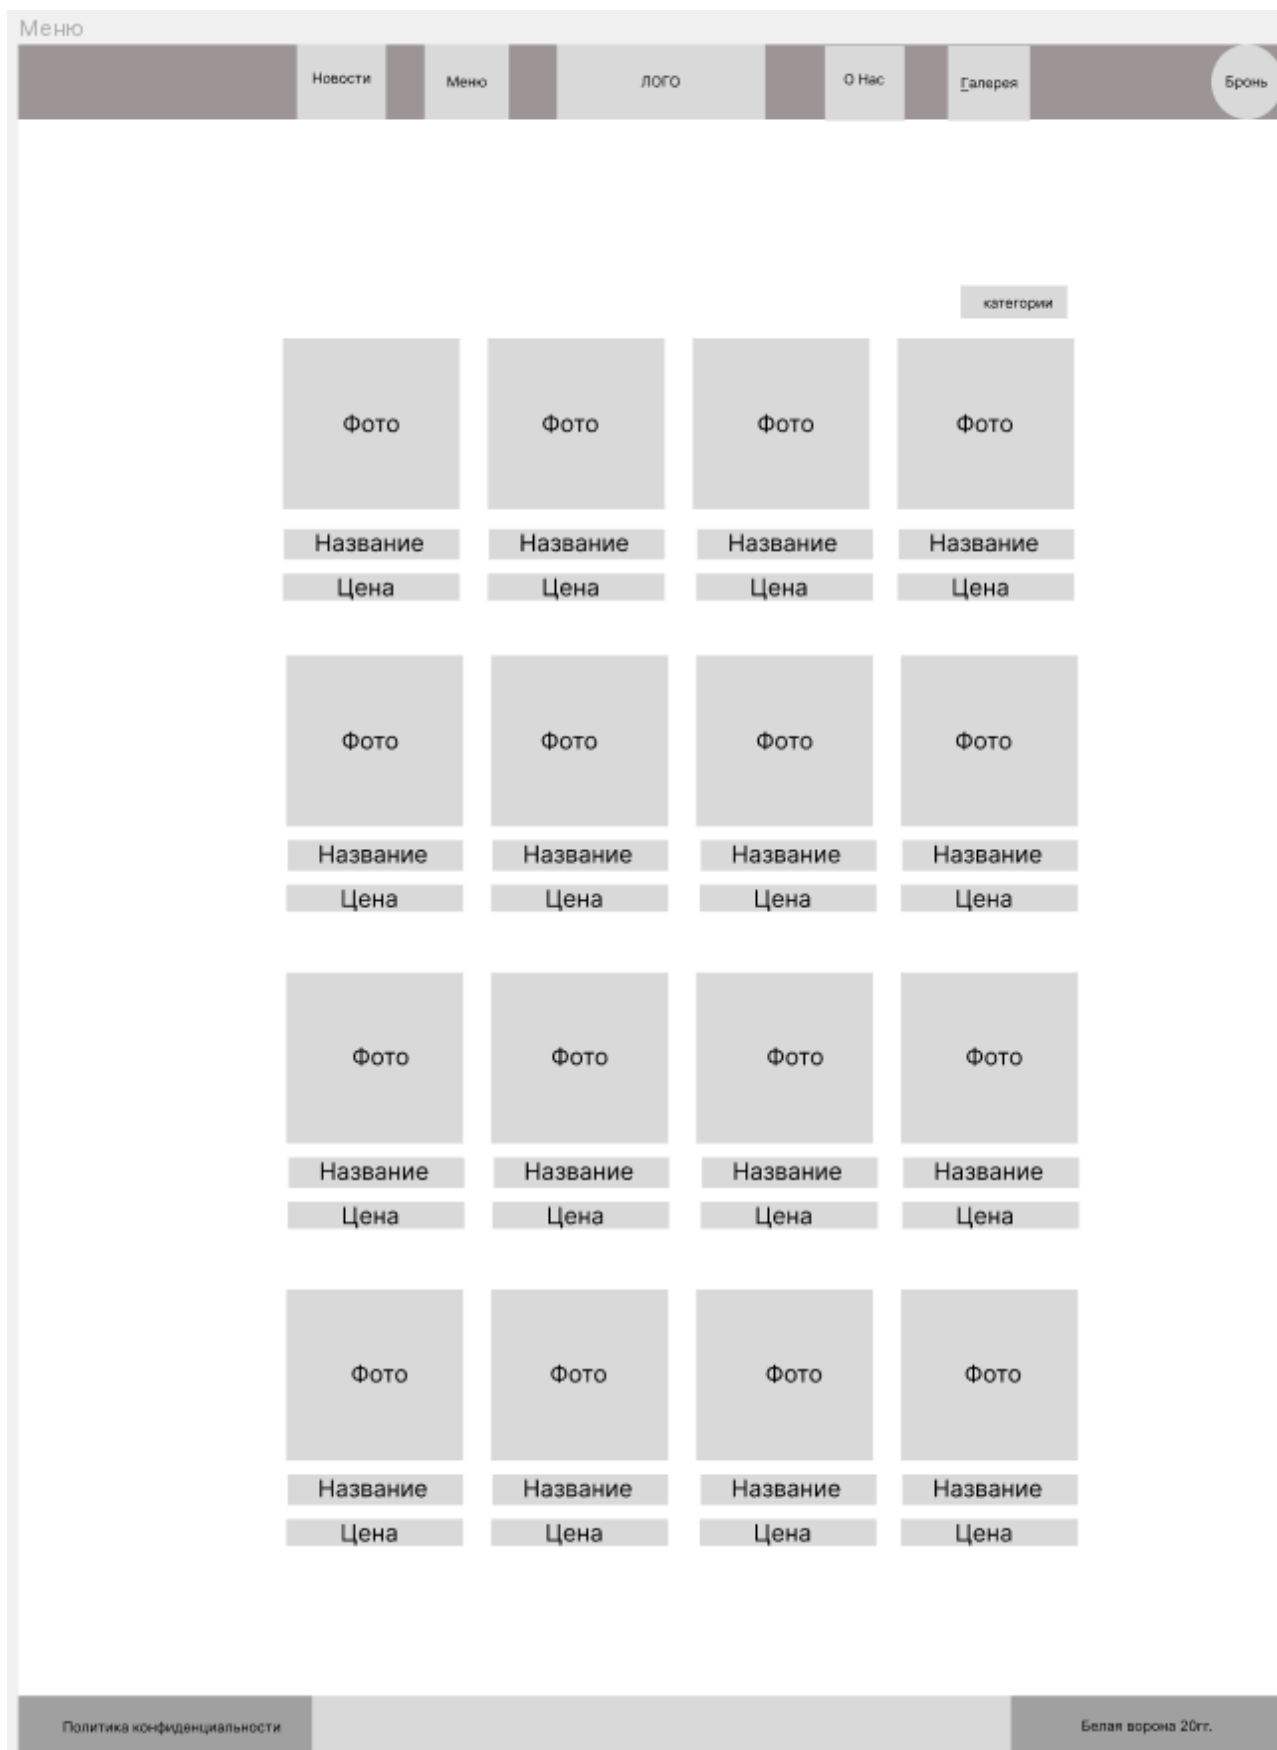 Меню
Новости Меню ЛОГО О Нас Галерея Бронь
категории
Фото Фото Фото Фото
Название Название Название Название
Цена Цена Цена Цена
Фото Фото Фото Фото
Название Название Название Название
Цена Цена Цена Цена
Фото Фото Фото Фото
Название Название Название Название
Цена Цена Цена Цена
Фото Фото Фото Фото
Название Название Название Название
Цена Цена Цена Цена
Политика конфиденциальности Белая ворона 20гг.